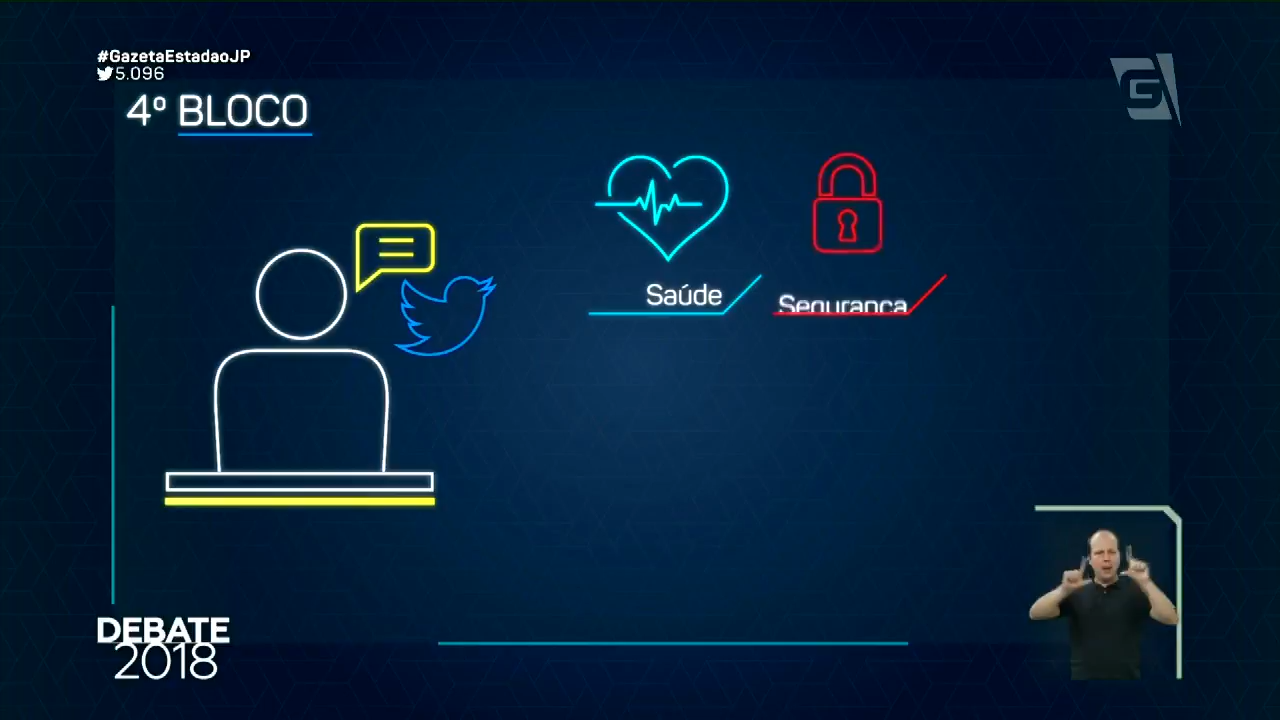 #GazetaEstadaoJP
5.096
4º BLOCO
Saúde
Segurança
DEBATE
2018